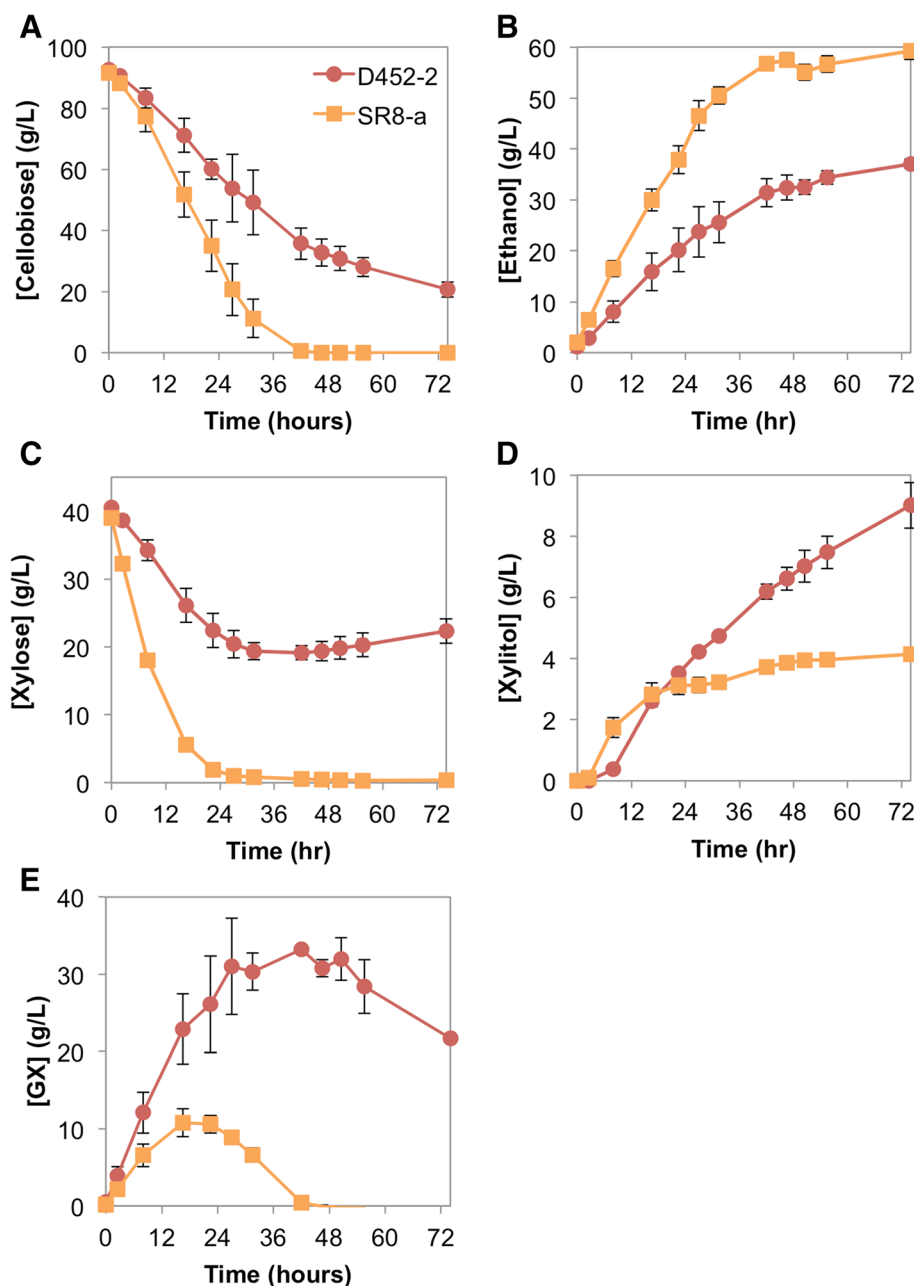 A
[Cellobiose] (g/L)
100
80
60
40
20
0
D452-2
SR8-a
0 12 24 36 48 60 72
Time (hours)
B
[Ethanol] (g/L)
60
50
40
30
20
10
0
0 12 24 36 48 60 72
Time (hr)
C
[Xylose] (g/L)
40
30
20
10
0
0 12 24 36 48 60 72
Time (hr)
D
[Xylitol] (g/L)
10
8
6
4
2
0
0 12 24 36 48 60 72
Time (hr)
E
[GX] (g/L)
40
30
20
10
0
0 12 24 36 48 60 72
Time (hours)